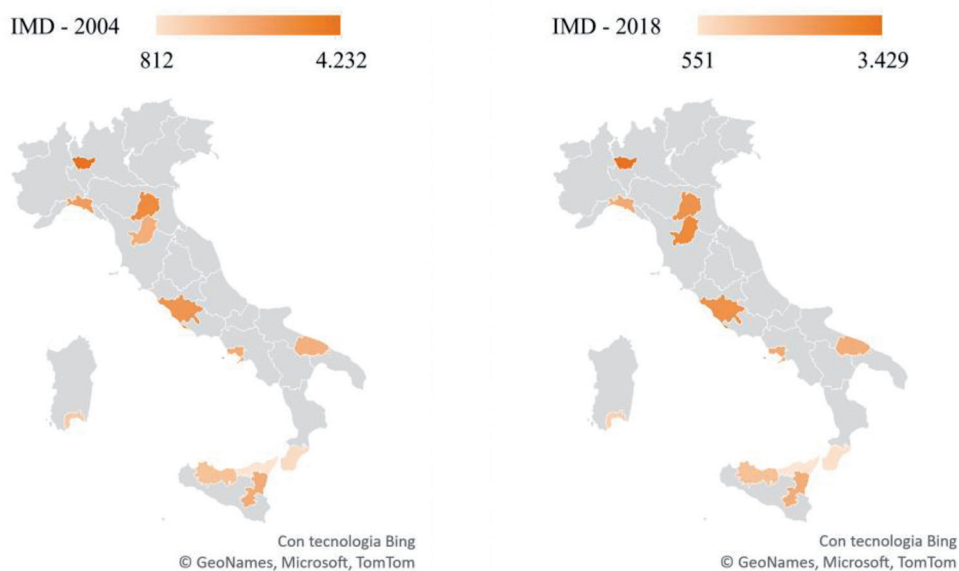 IMD - 2004
812 4.232
IMD - 2018
551 3.429
Con tecnologia Bing
© GeoNames, Microsoft, TomTom
Con tecnologia Bing
© GeoNames, Microsoft, TomTom